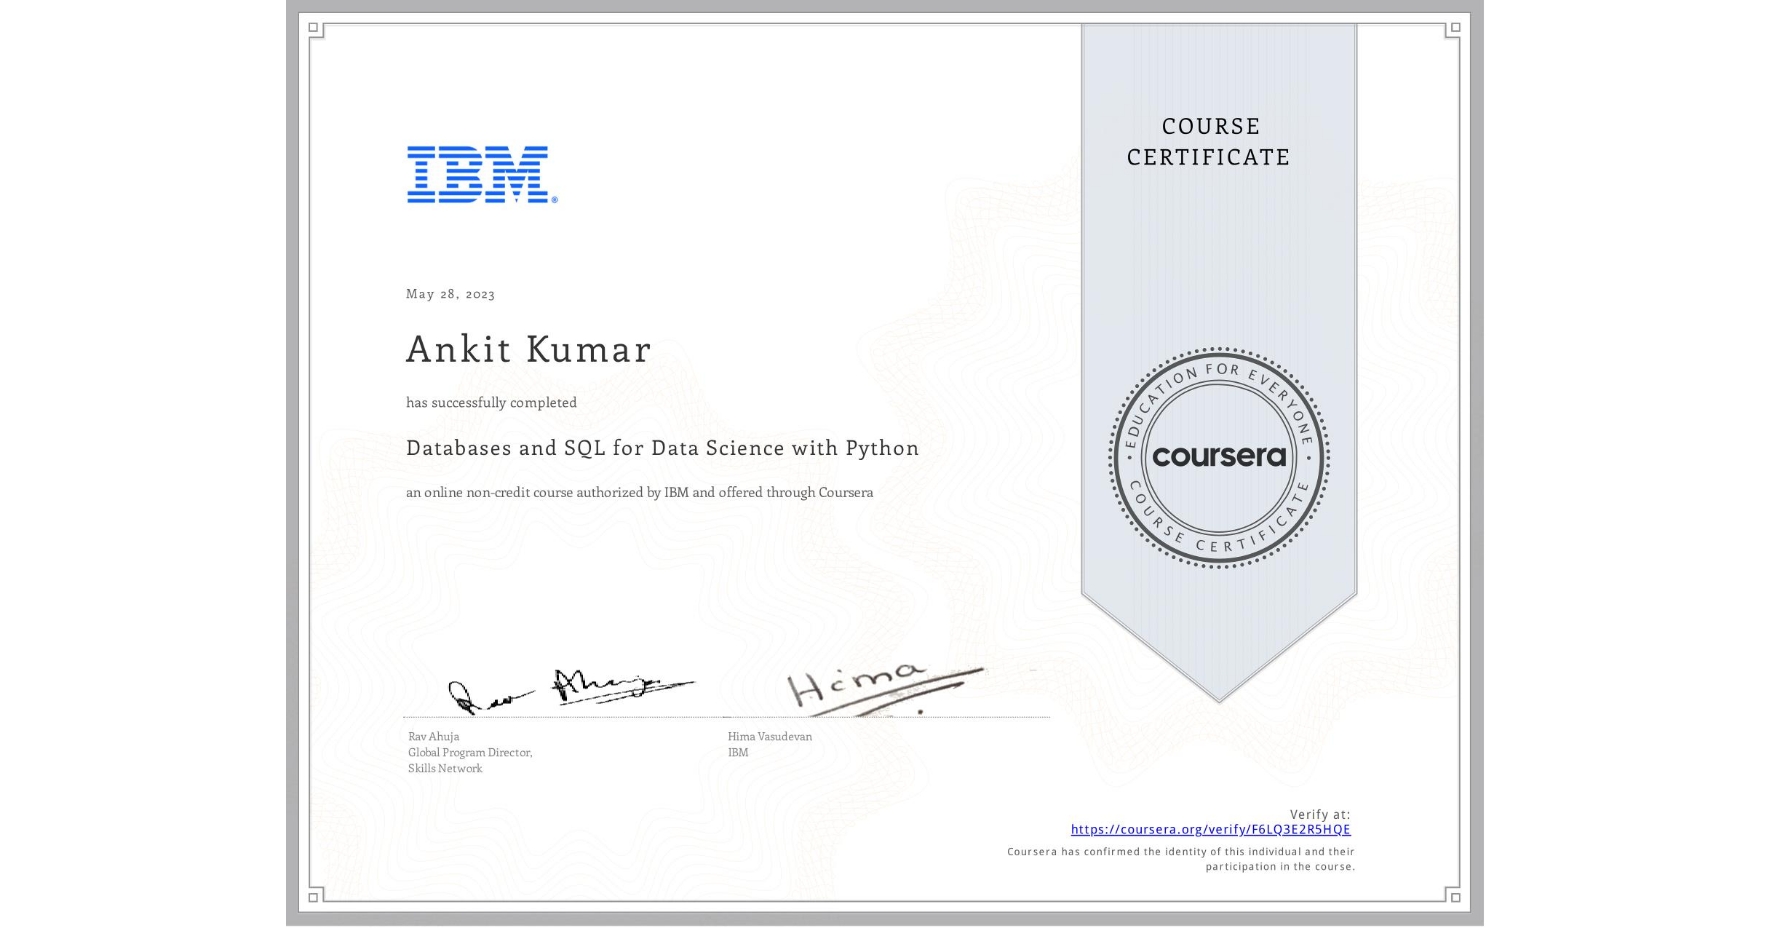 COURSE
CERTIFICATE
IBM®
May 28, 2023
Ankit Kumar
has successfully completed
Databases and SQL for Data Science with Python
an online non-credit course authorized by IBM and offered through Coursera
EDUCATION FOR EVERYONE
coursera
COURSE CERTIFICATE
Rav Ahuja
Hima
Rav Ahuja
Global Program Director,
Skills Network
Hima Vasudevan
IBM
Verify at:
https://coursera.org/verify/F6LQ3E2R5HQE
Coursera has confirmed the identity of this individual and their
participation in the course.